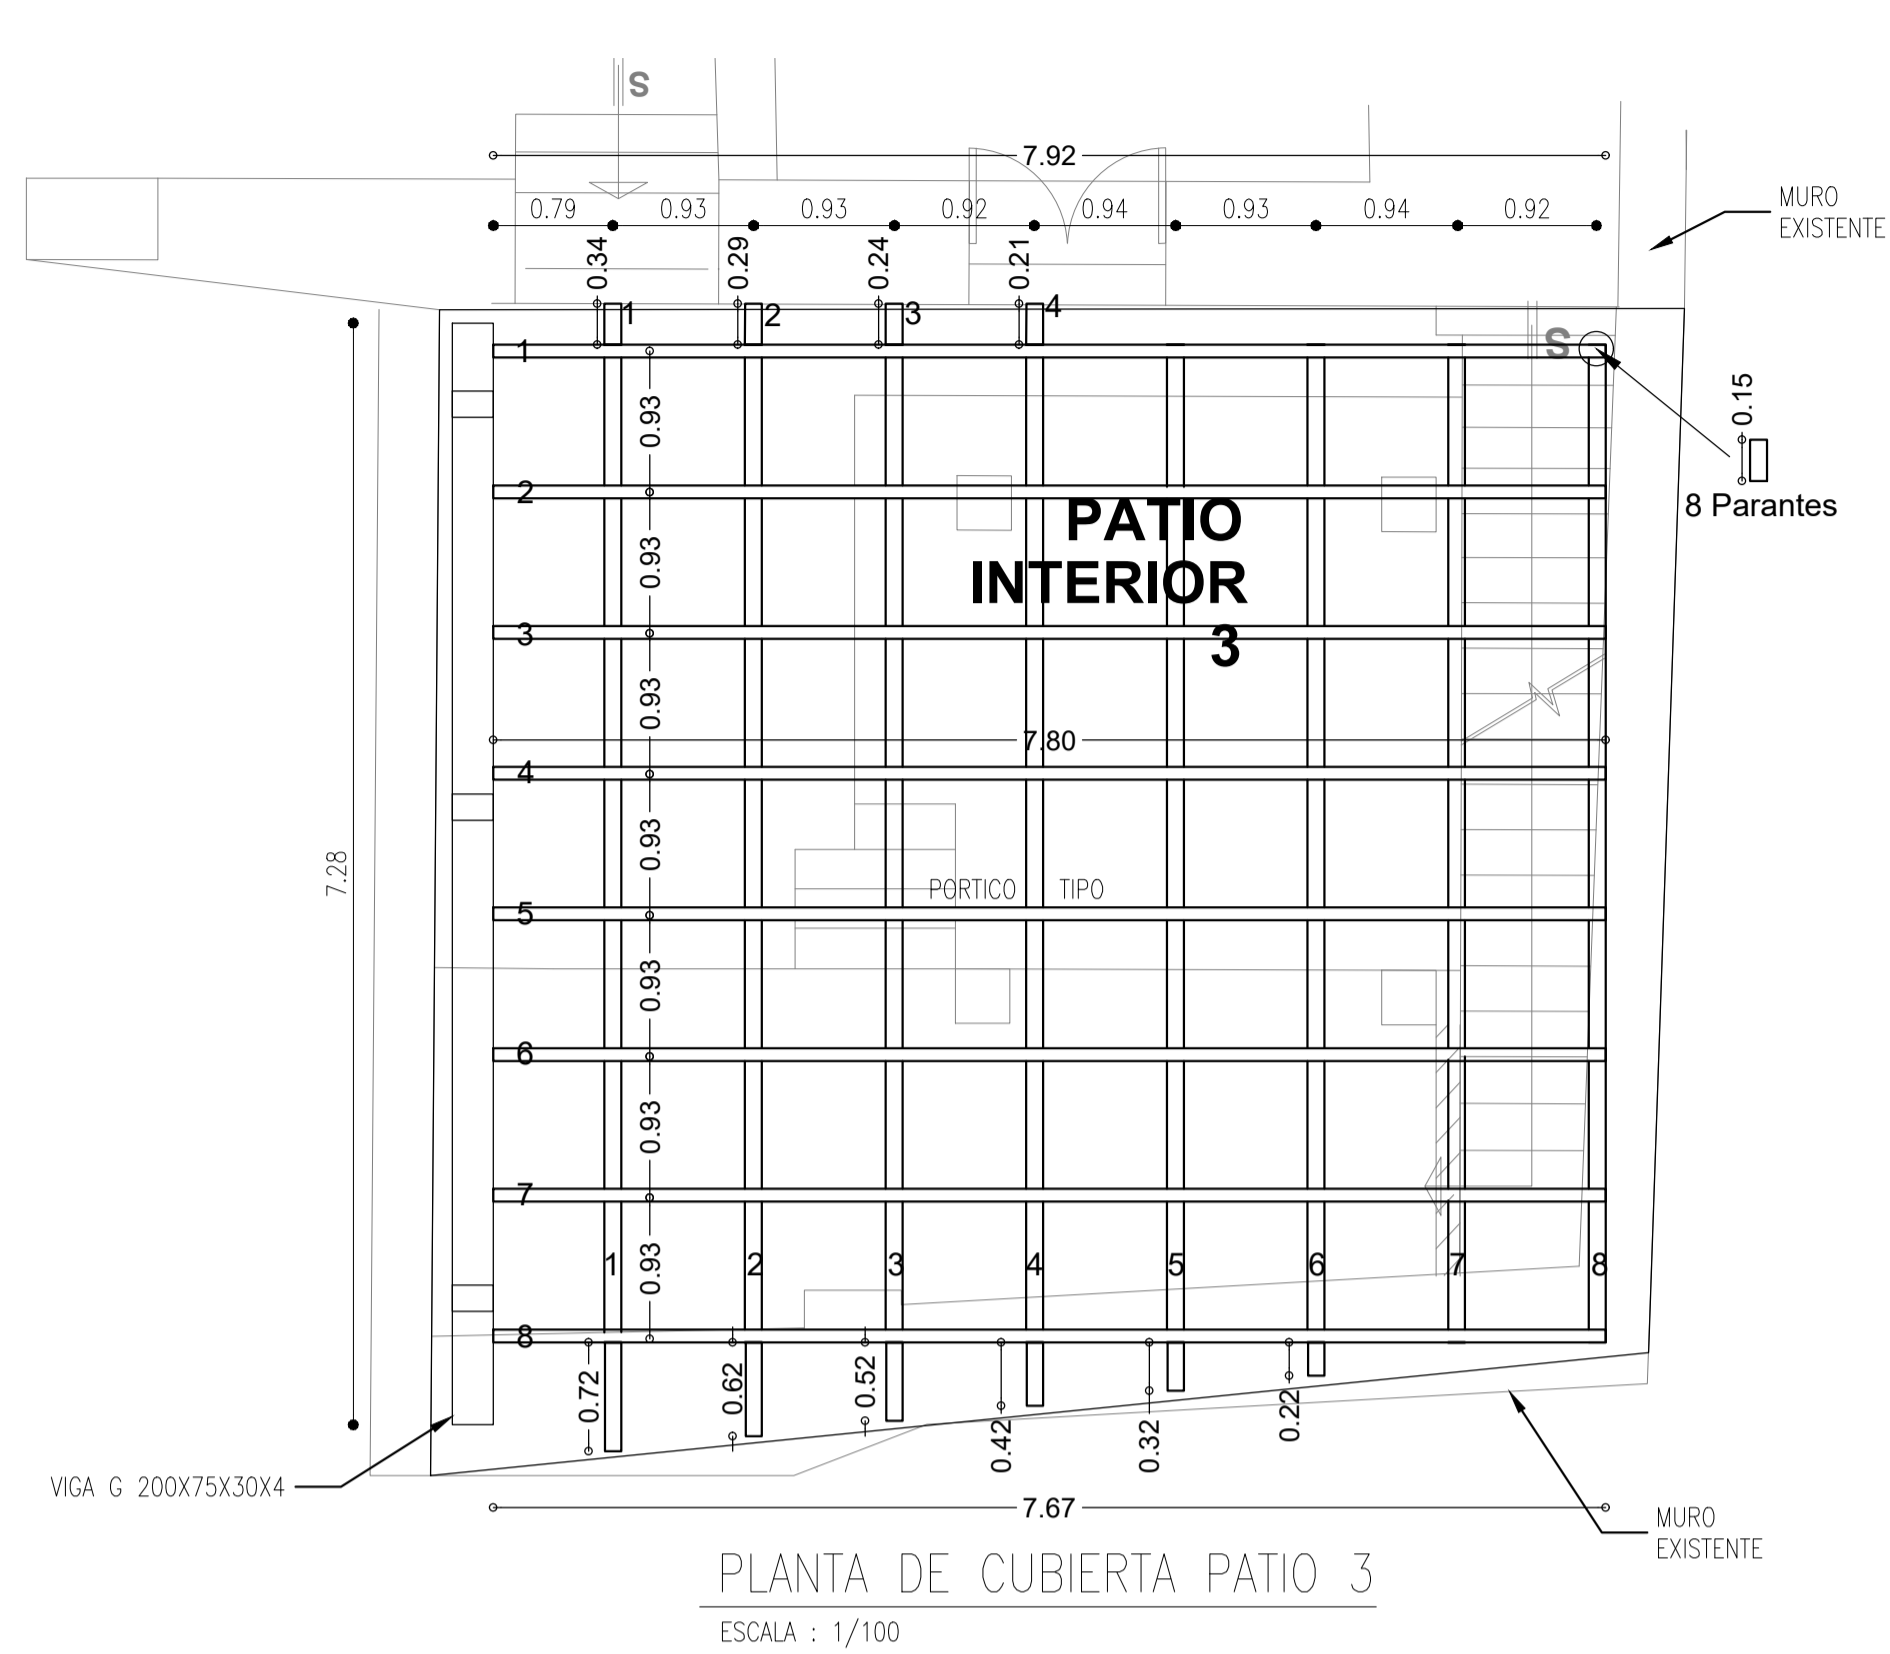 S
7.92
MURO
EXISTENTE
0.79 0.93 0.93 0.92 0.94 0.93 0.94 0.92
0.34 0.29 0.24 0.21
1 2 3 4
1
S
0.15
8 Parantes
0.93
2
PATIO
INTERIOR
3
0.93
3
0.93
7.80
4
0.93
7.28
PORTICO TIPO
5
0.93
6
0.93
7
1 2 3 4 5 6 7 8
0.93
8
0.72 0.62 0.52 0.42 0.32 0.22
VIGA G 200X75X30X4
7.67
MURO
EXISTENTE
PLANTA DE CUBIERTA PATIO 3
ESCALA : 1/100